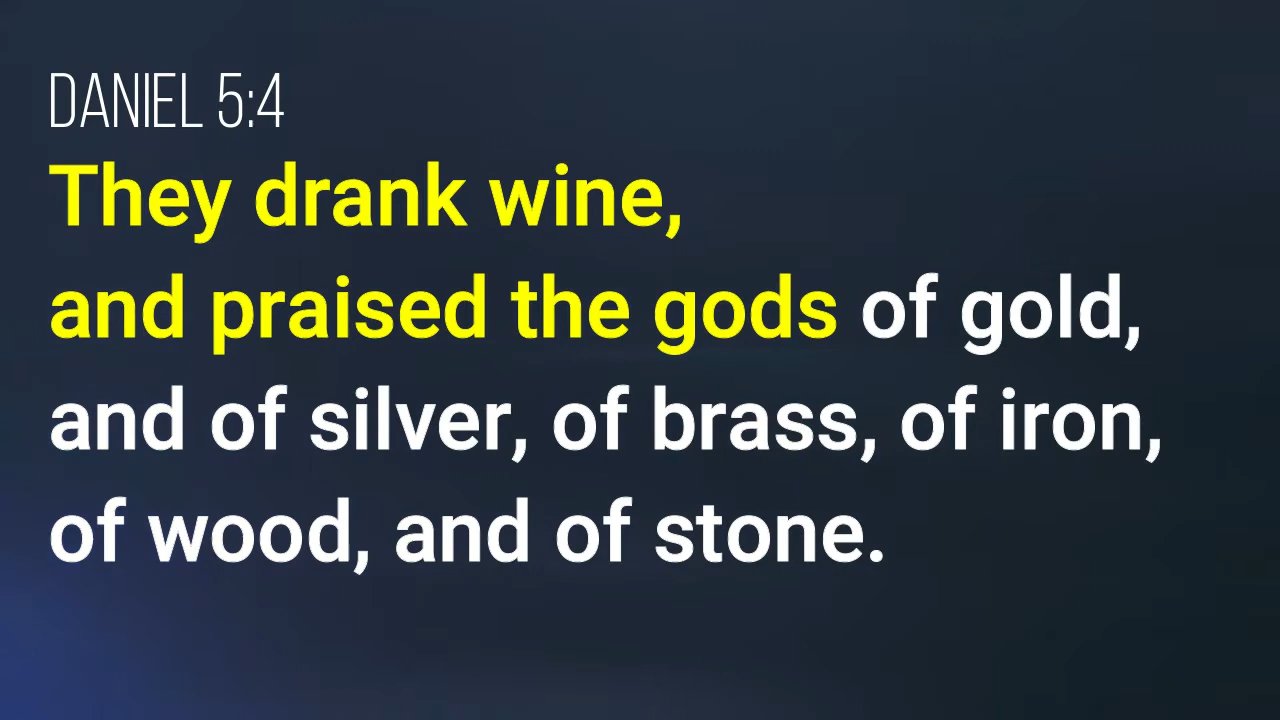 DANIEL 5:4
They drank wine,
and praised the gods of gold,
and of silver, of brass, of iron,
of wood, and of stone.